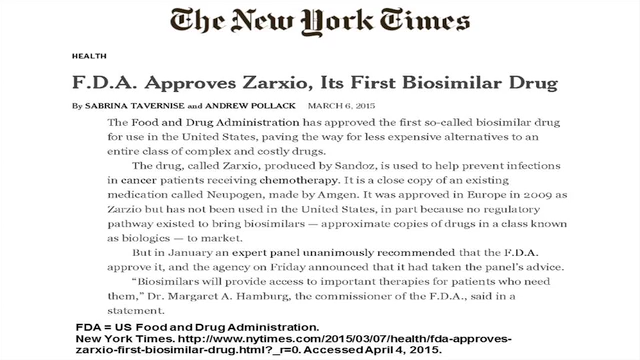 The New York Times
HEALTH
F.D.A. Approves Zarxio, Its First Biosimilar Drug
By SABRINA TAVERNISE and ANDREW POLLACK MARCH 6, 2015
The Food and Drug Administration has approved the first so-called biosimilar drug
for use in the United States, paving the way for less expensive alternatives to an
entire class of complex and costly drugs.
The drug, called Zarxio, produced by Sandoz, is used to help prevent infections
in cancer patients receiving chemotherapy. It is a close copy of an existing
medication called Neupogen, made by Amgen. It was approved in Europe in 2009 as
Zarzio but has not been used in the United States, in part because no regulatory
pathway existed to bring biosimilars — approximate copies of drugs in a class known
as biologics — to market.
But in January an expert panel unanimously recommended that the F.D.A.
approve it, and the agency on Friday announced that it had taken the panel's advice.
“Biosimilars will provide access to important therapies for patients who need
them,” Dr. Margaret A. Hamburg, the commissioner of the F.D.A., said in a
statement.
FDA = US Food and Drug Administration.
New York Times. http://www.nytimes.com/2015/03/07/health/fda-approves-
zarxio-first-biosimilar-drug.html?_r=0. Accessed April 4, 2015.